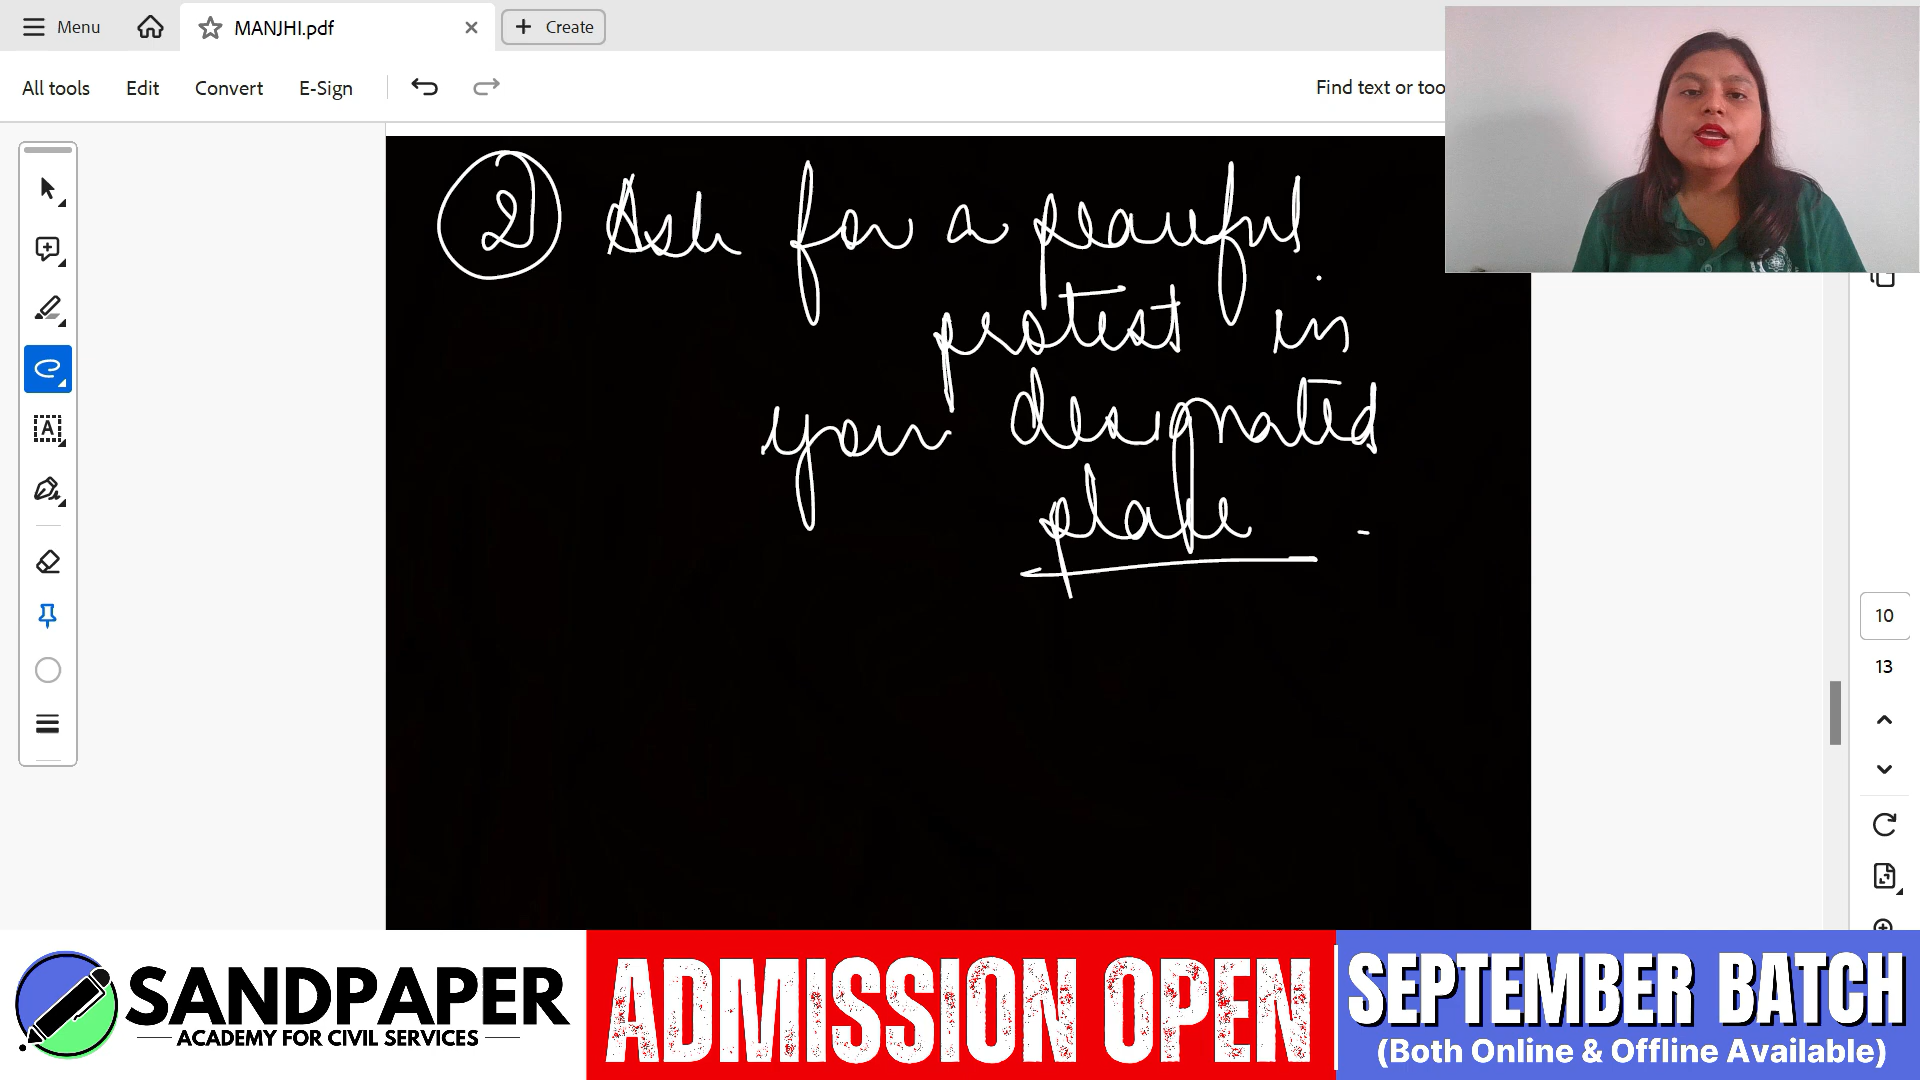 Menu
MANJHI.pdf
Create
All tools Edit Convert E-Sign
Find text or too
2 Ask for a peaceful
protest in
your designated
place.
10
13
SANDPAPER
ACADEMY FOR CIVIL SERVICES
ADMISSION OPEN
SEPTEMBER BATCH
(Both Online & Offline Available)